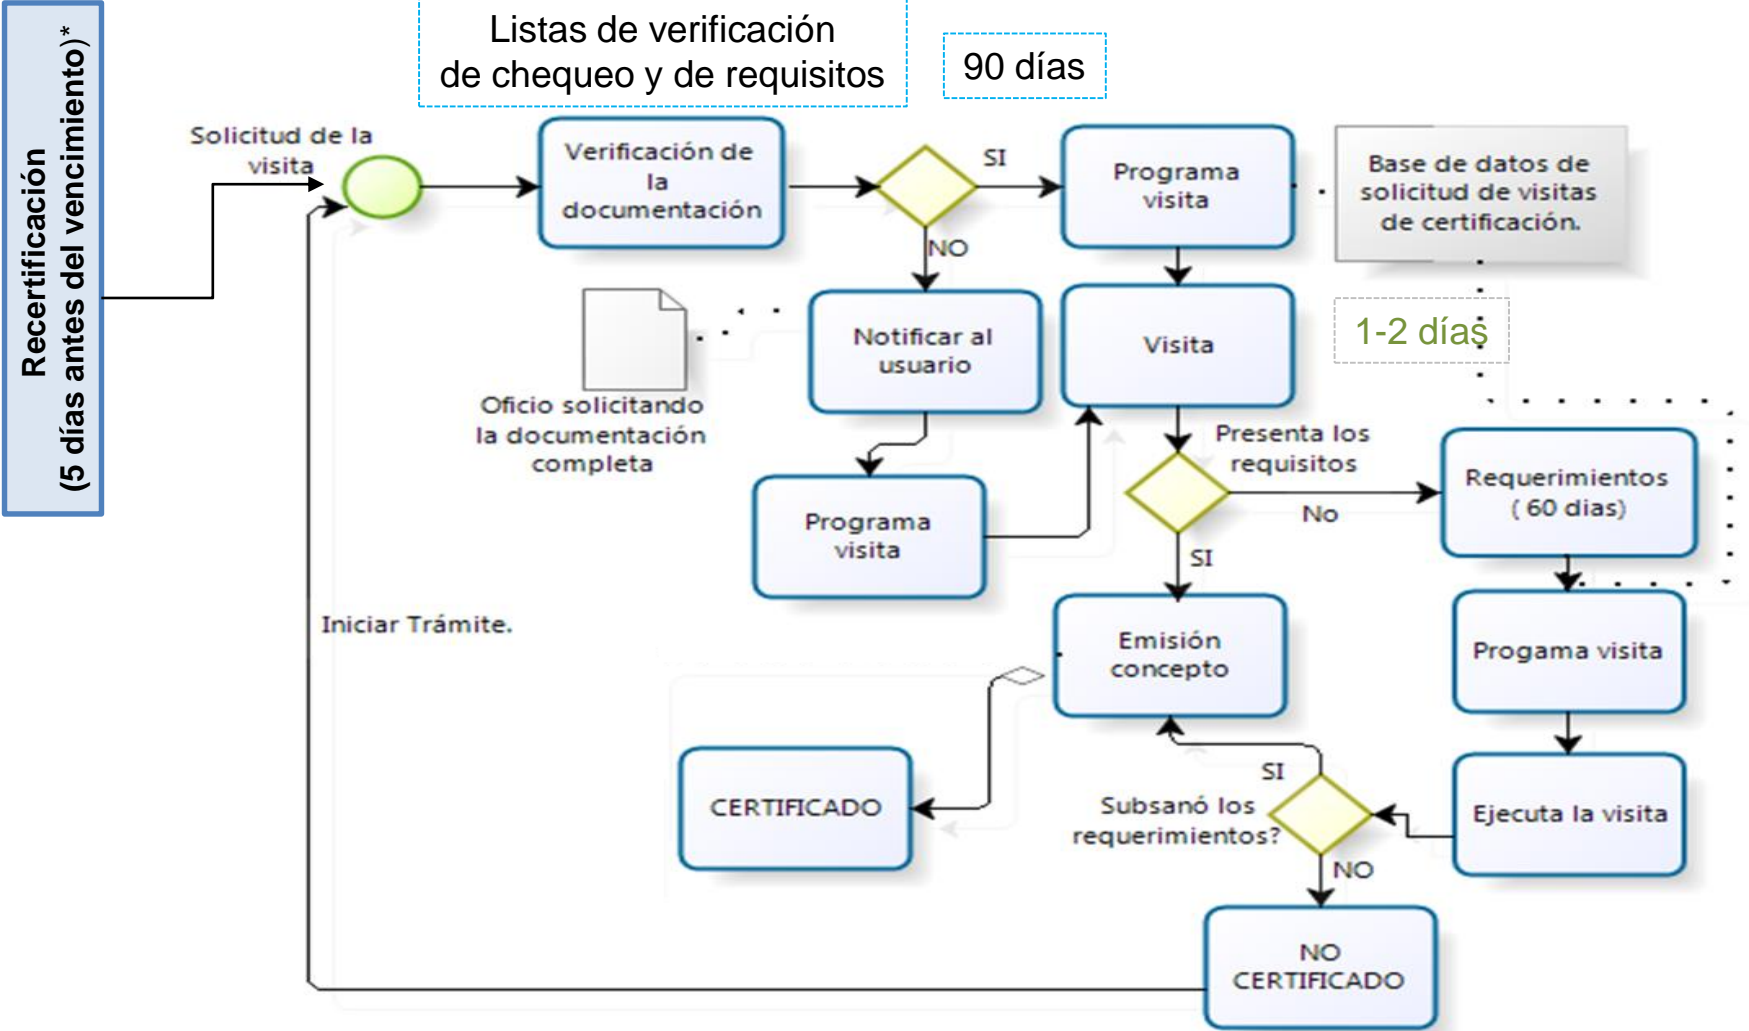 Recertificación
(5 días antes del vencimiento)*
Listas de verificación
de chequeo y de requisitos
90 días
Solicitud de la
visita
Verificación de
la
documentación
SI
NO
Programa
visita
Base de datos de
solicitud de visitas
de certificación.
Notificar al
usuario
Visita
1-2 días
Oficio solicitando
la documentación
completa
Programa
visita
Presenta los
requisitos
No
SI
Requerimientos
( 60 dias)
Iniciar Trámite.
Emisión
concepto
Progama visita
CERTIFICADO
SI
Subsanó los
requerimientos?
Ejecuta la visita
NO
NO
CERTIFICADO